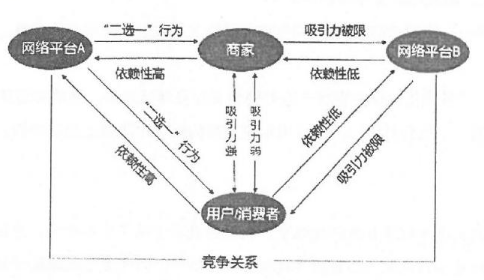 “二选一”行为
吸引力被限
网络平台A
商家
网络平台B
依赖性高
依赖性低
“二选一”行为
依赖性高
吸引力强
吸引力弱
依赖性低
吸引力被限
用户/消费者
竞争关系